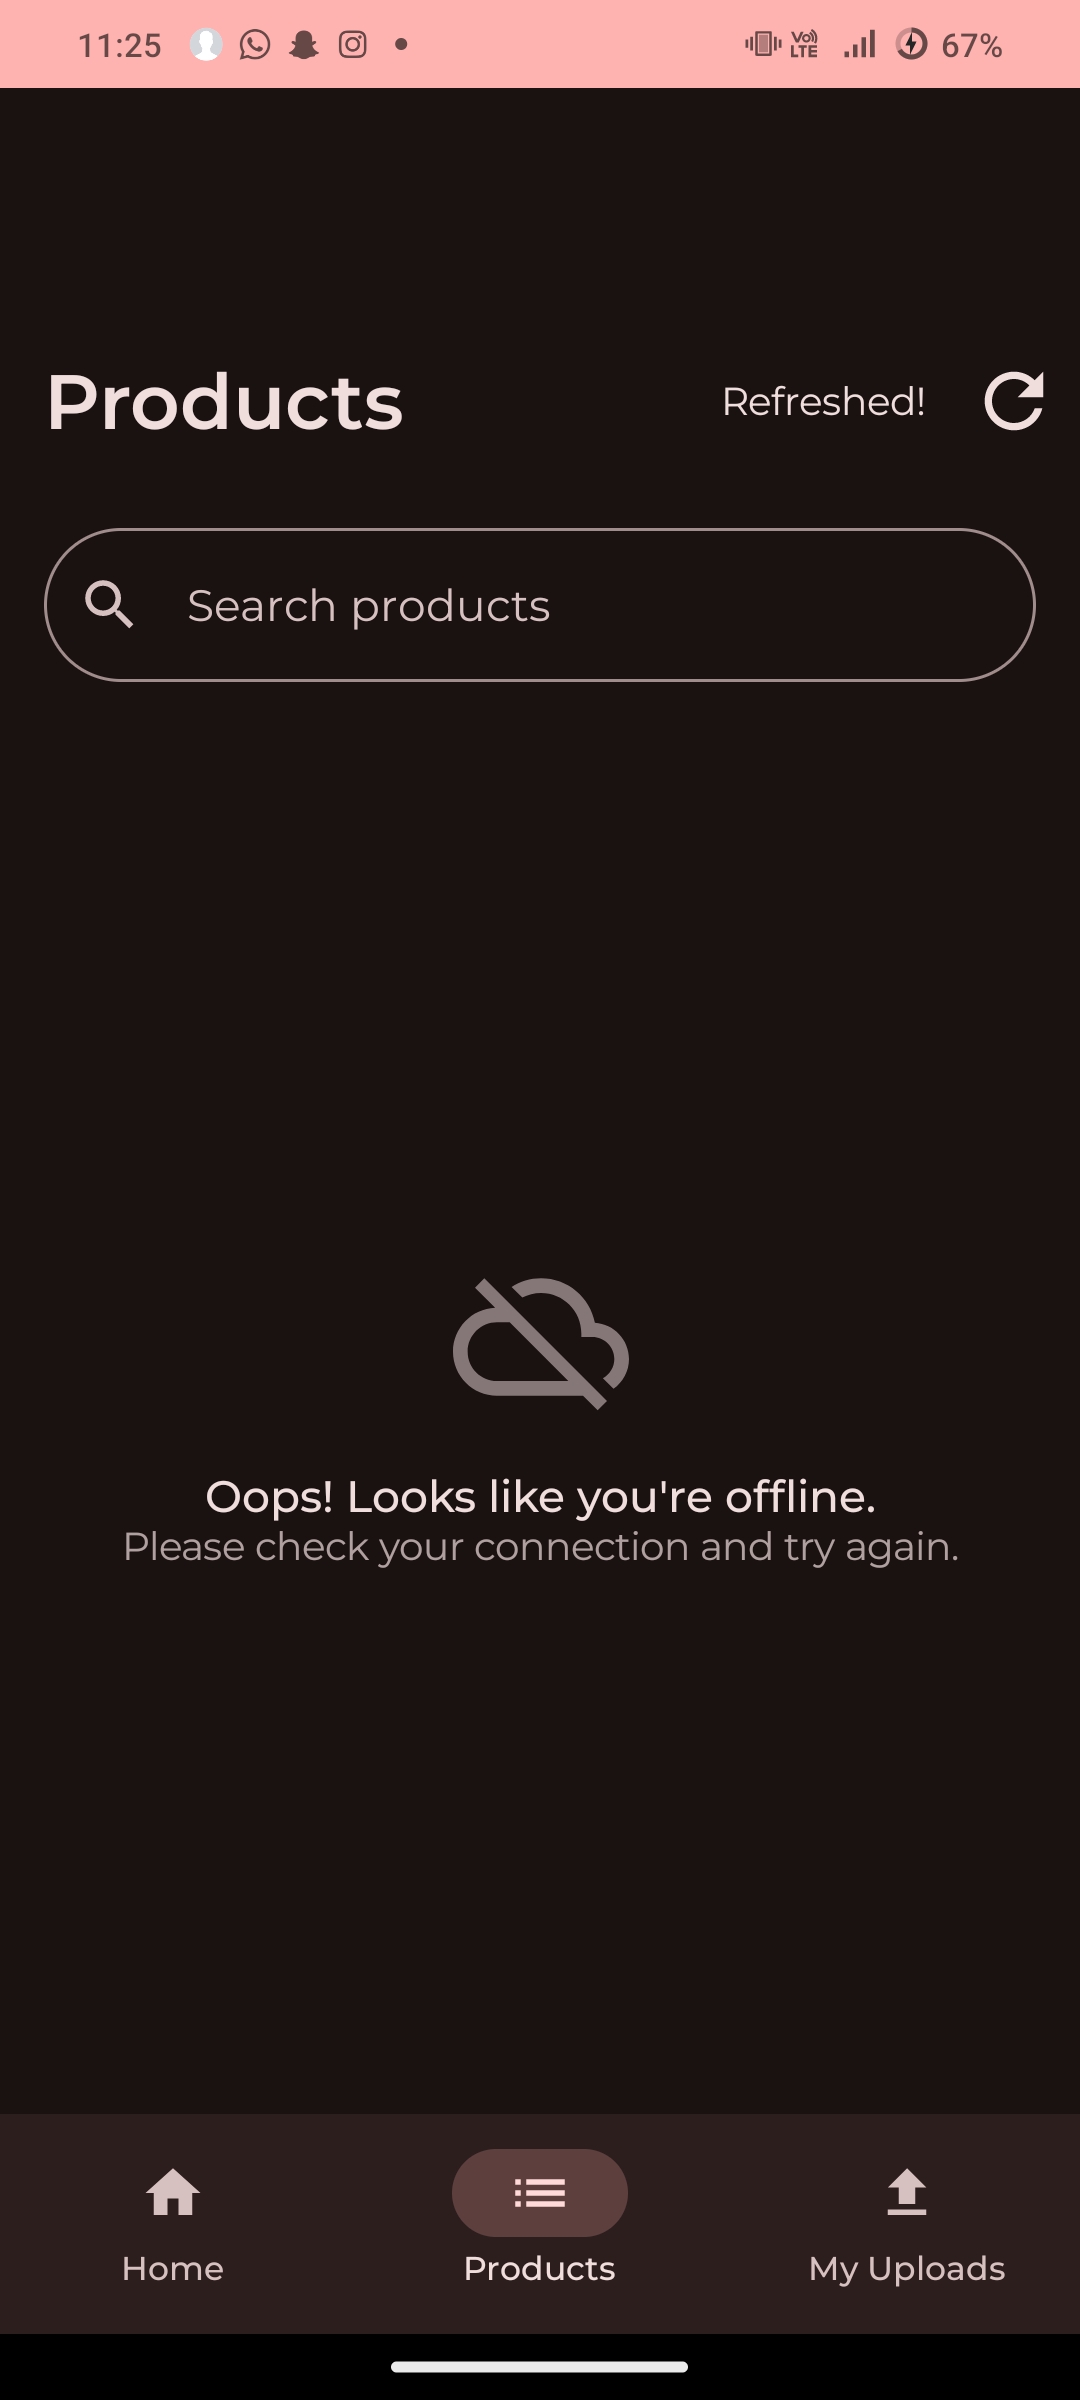 11:25
VoLTE
67%
Products
Refreshed!
Search products
Oops! Looks like you're offline.
Please check your connection and try again.
Home
Products
My Uploads